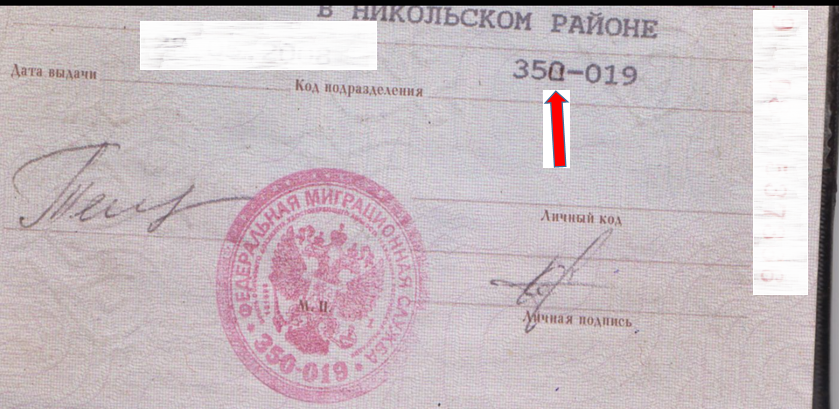 В НИКОЛЬСКОМ РАЙОНЕ
Дата выдачи
Код подразделения
350-019
Личный код
ФЕДЕРАЛЬНАЯ МИГРАЦИОННАЯ СЛУЖБА
М. П.
350-019
Личная подпись